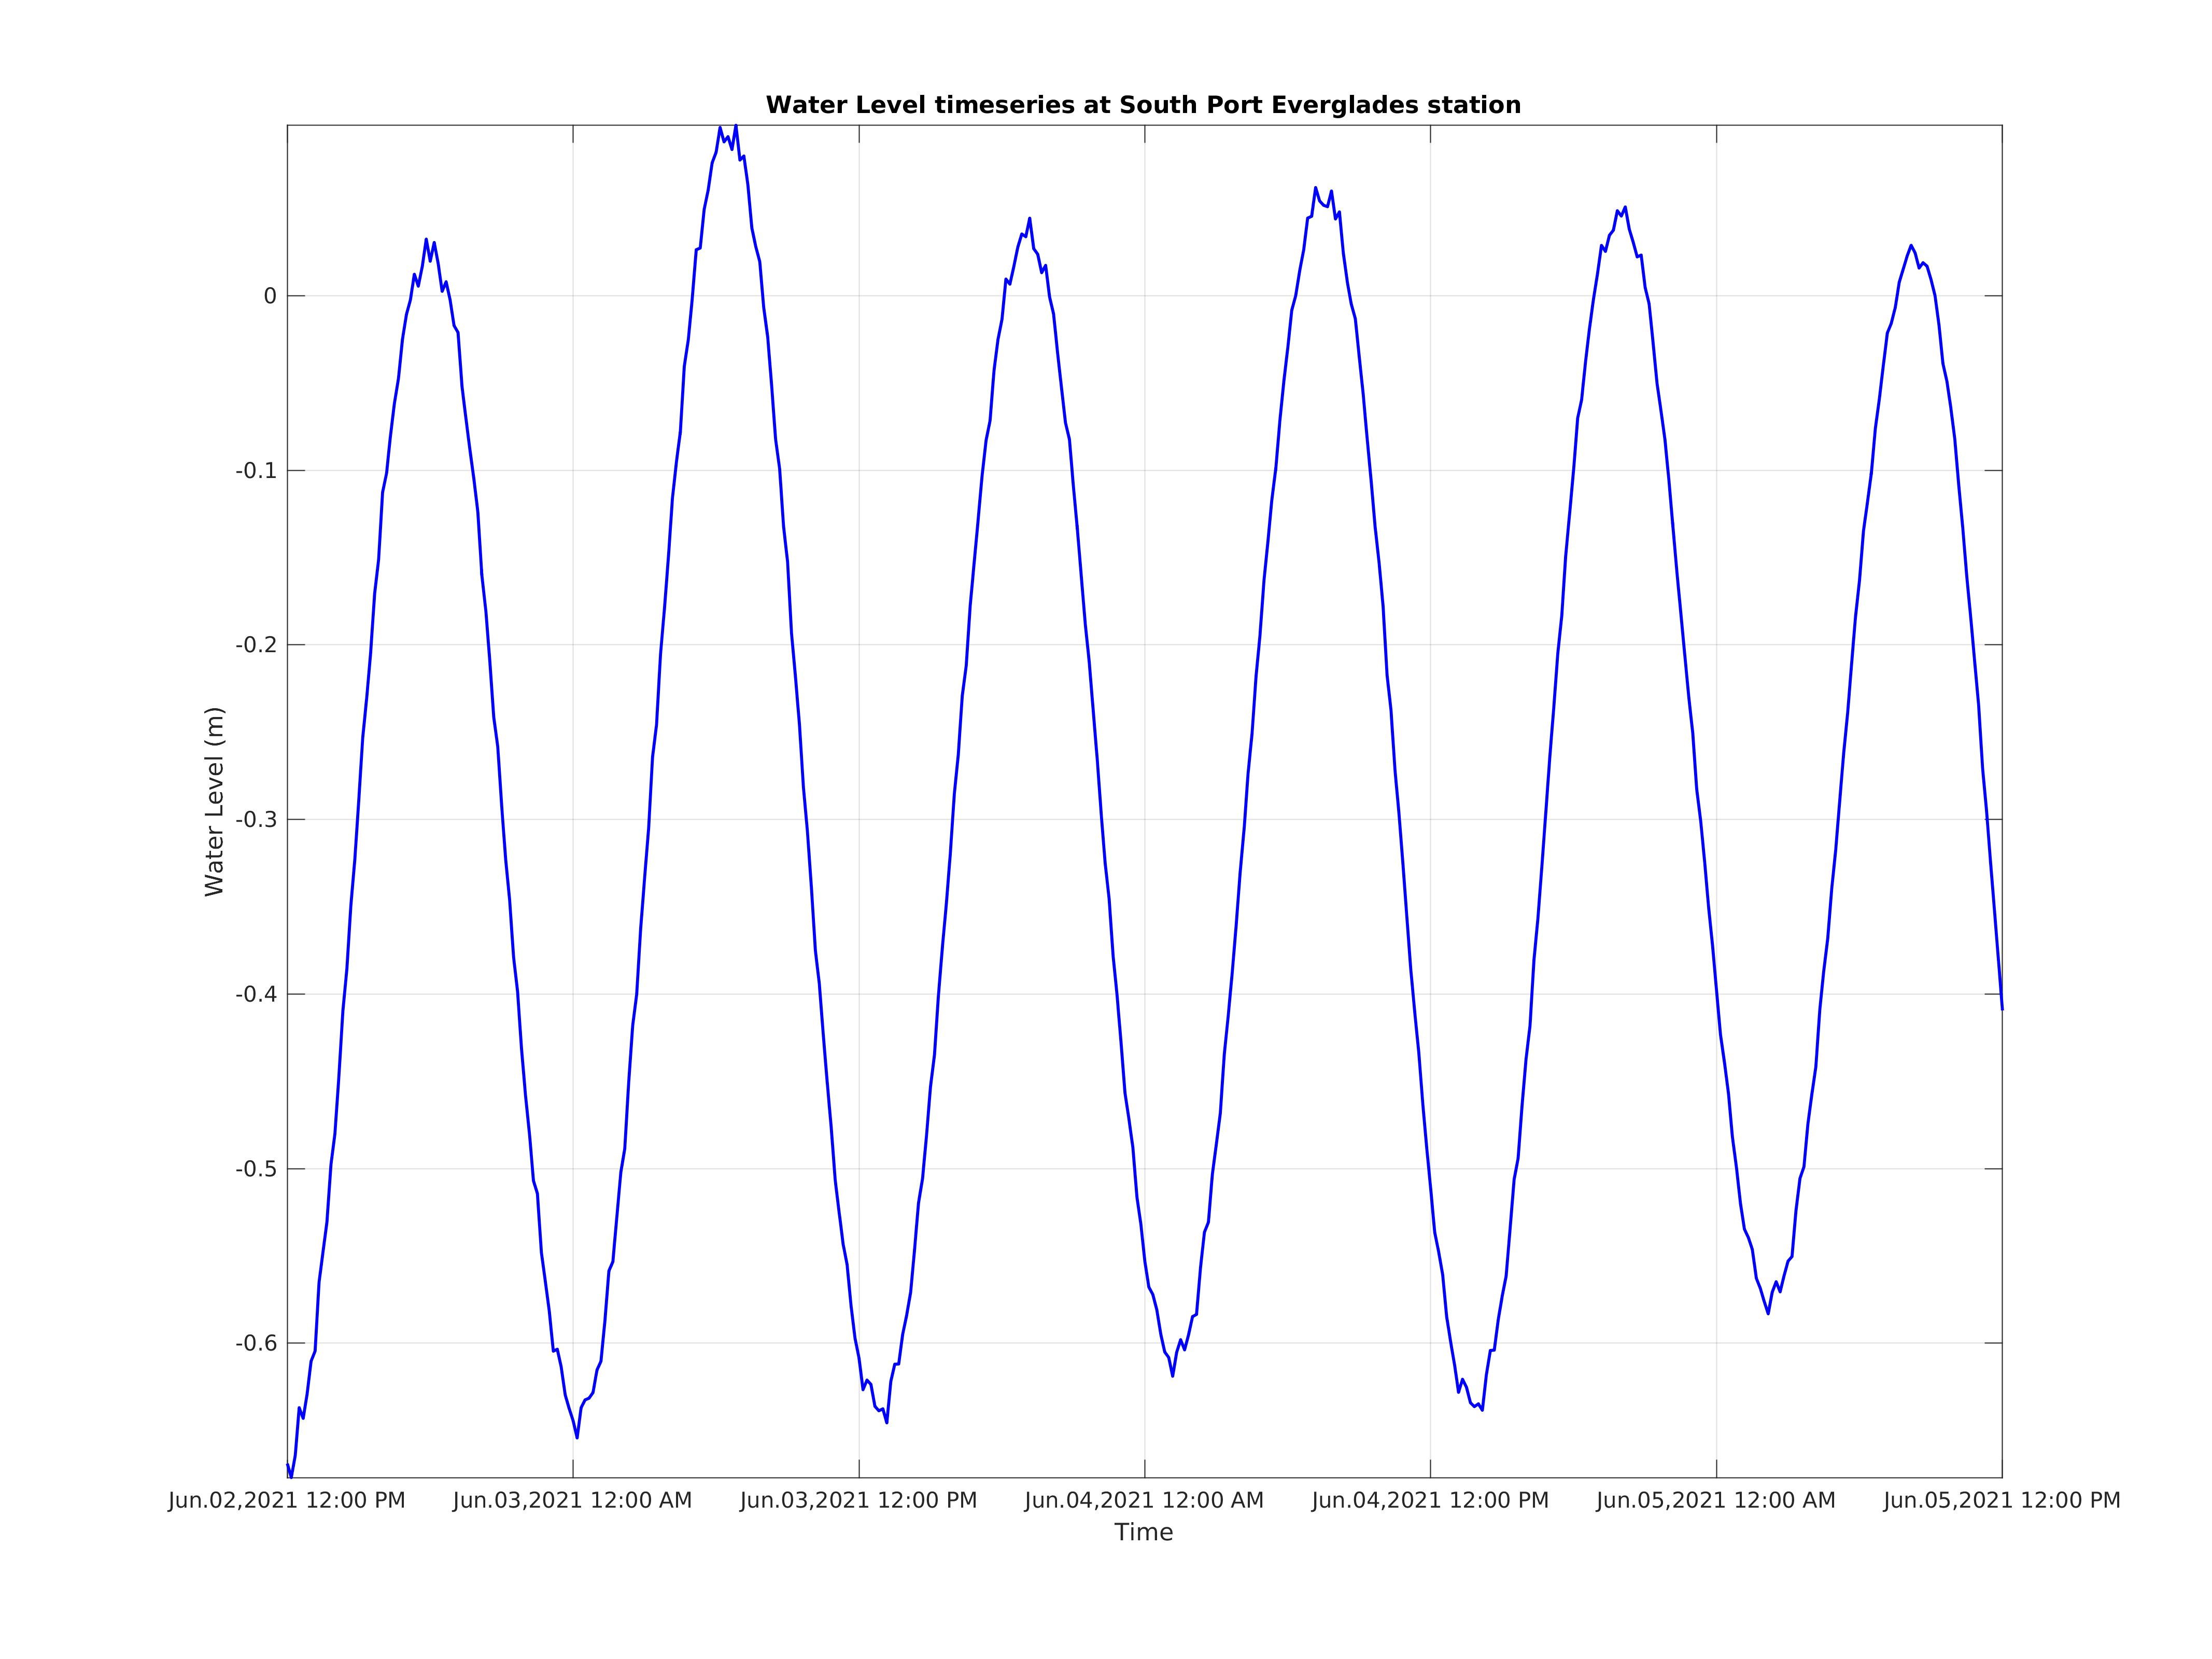 Water Level timeseries at South Port Everglades station
0
-0.1
-0.2
-0.3
-0.4
-0.5
-0.6
Water Level (m)
Jun.02,2021 12:00 PM Jun.03,2021 12:00 AM Jun.03,2021 12:00 PM Jun.04,2021 12:00 AM Jun.04,2021 12:00 PM Jun.05,2021 12:00 AM Jun.05,2021 12:00 PM
Time